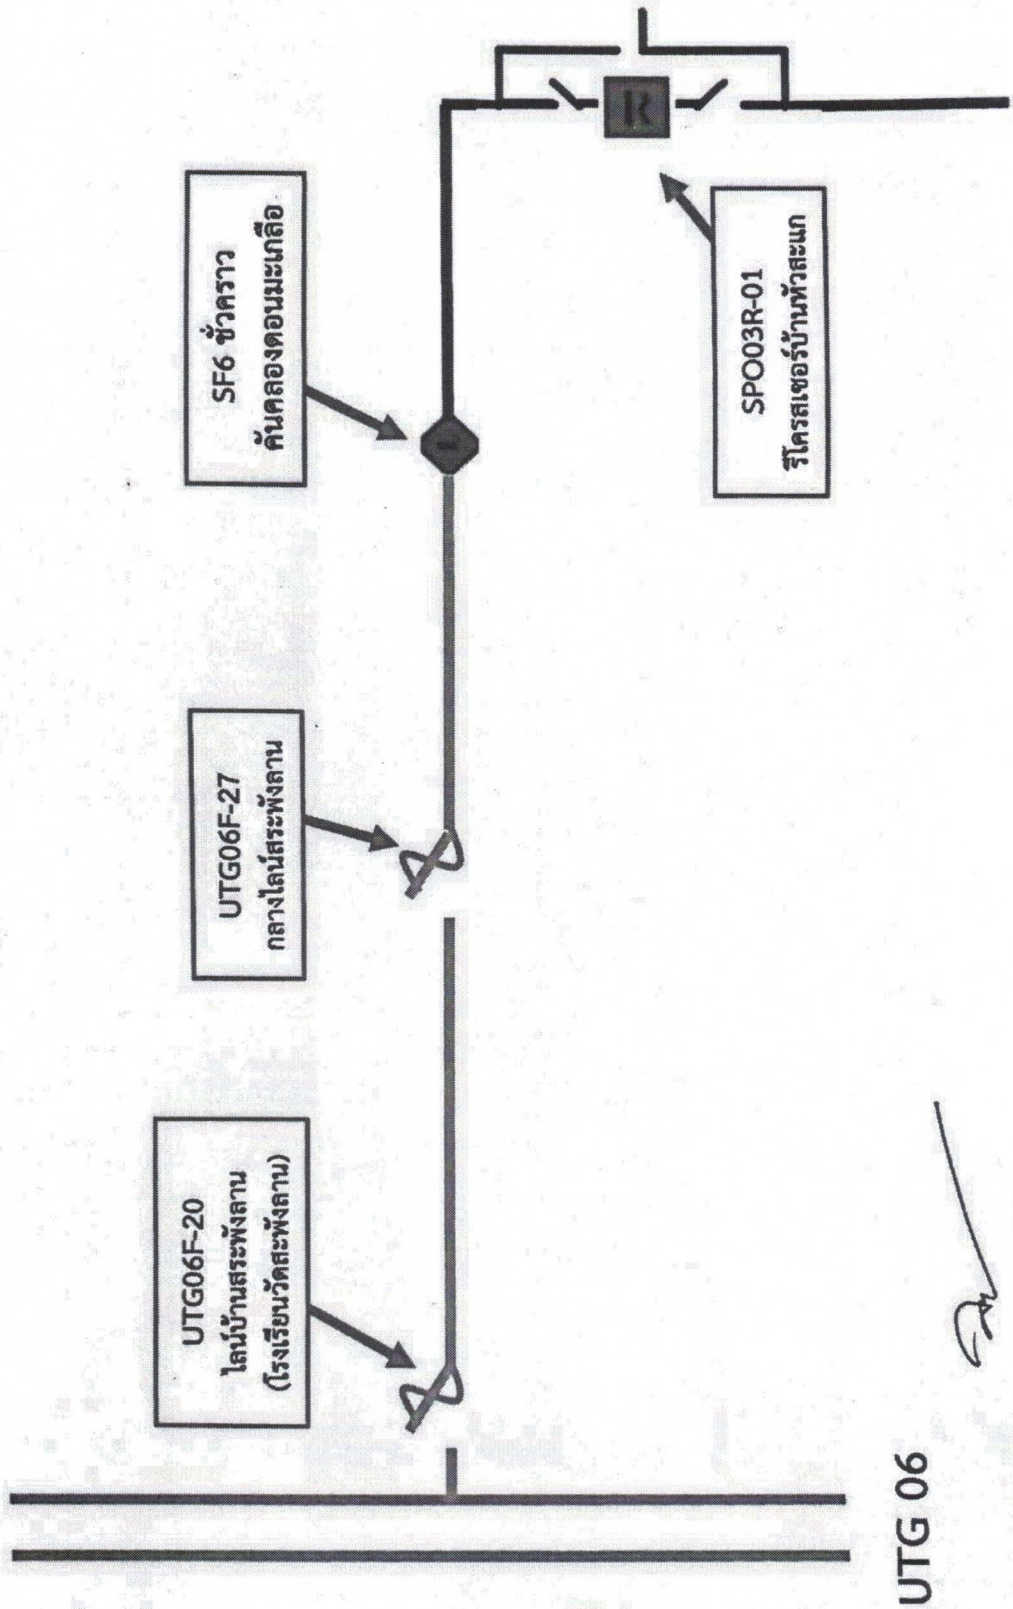 UTG06F-20
ไลน์บ้านสระพังลาน
(โรงเรียนวัดสะพังลาน)
UTG06F-27
กลางไลน์สระพังลาน
SF6 ชั่วคราว
คันคลองดอนมะเกลือ
R
SPO03R-01
รีโครสเซอร์บ้านหัวสะแก
UTG 06